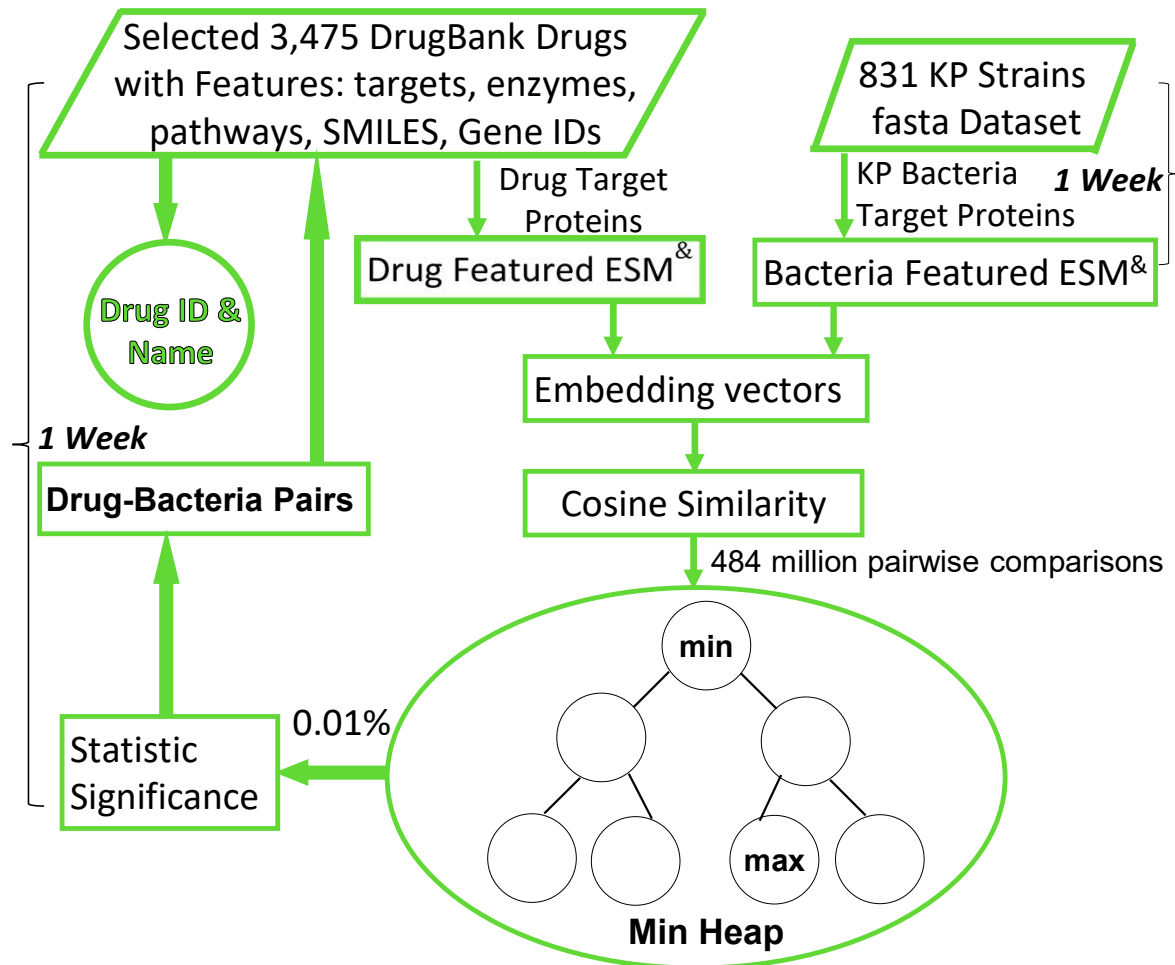 Selected 3,475 DrugBank Drugs
with Features: targets, enzymes,
pathways, SMILES, Gene IDs
831 KP Strains
fasta Dataset
Drug Target
Proteins
KP Bacteria
Target Proteins
1 Week
Drug Featured ESM&
Bacteria Featured ESM&
Drug ID &
Name
Embedding vectors
1 Week
Drug-Bacteria Pairs
Cosine Similarity
484 million pairwise comparisons
min
0.01%
Statistic
Significance
max
Min Heap